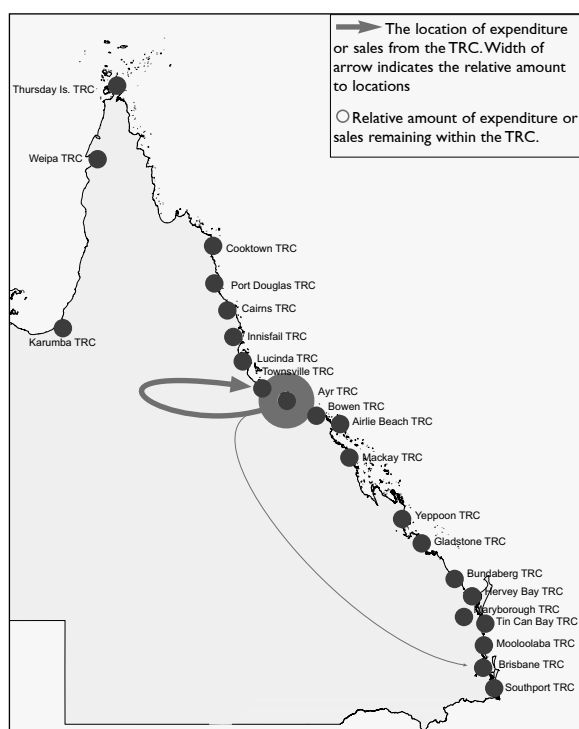 The location of expenditure
or sales from the TRC. Width of
arrow indicates the relative amount
to locations
Relative amount of expenditure or
sales remaining within the TRC.
Thursday Is. TRC
Weipa TRC
Cooktown TRC
Port Douglas TRC
Cairns TRC
Karumba TRC
Innisfail TRC
Lucinda TRC
Townsville TRC
Ayr TRC
Bowen TRC
Airlie Beach TRC
Mackay TRC
Yeppoon TRC
Gladstone TRC
Bundaberg TRC
Hervey Bay TRC
Maryborough TRC
Tin Can Bay TRC
Mooloolaba TRC
Brisbane TRC
Southport TRC